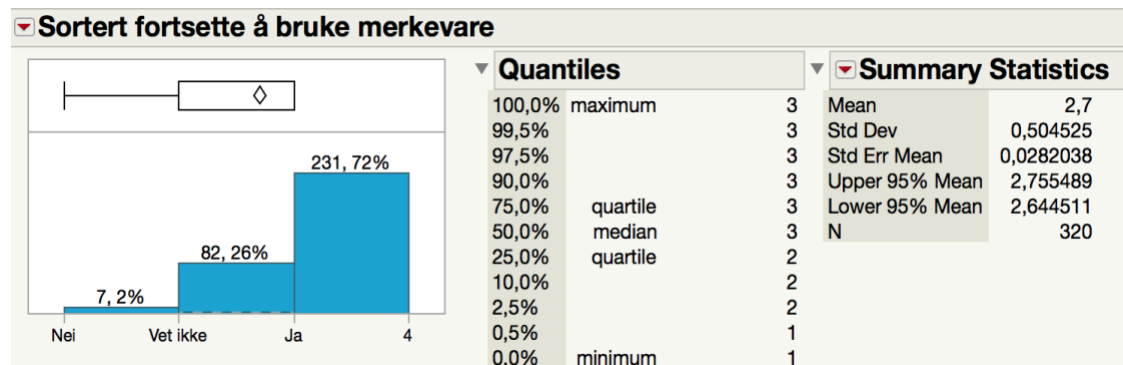 Sortert fortsette å bruke merkevare
231, 72%
82, 26%
7, 2%
Nei Vet ikke Ja 4
Quantiles
100,0% maximum 3
99,5% 3
97,5% 3
90,0% 3
75,0% quartile 3
50,0% median 3
25,0% quartile 2
10,0% 2
2,5% 2
0,5% 1
0,0% minimum 1
Summary Statistics
Mean 2,7
Std Dev 0,504525
Std Err Mean 0,0282038
Upper 95% Mean 2,755489
Lower 95% Mean 2,644511
N 320